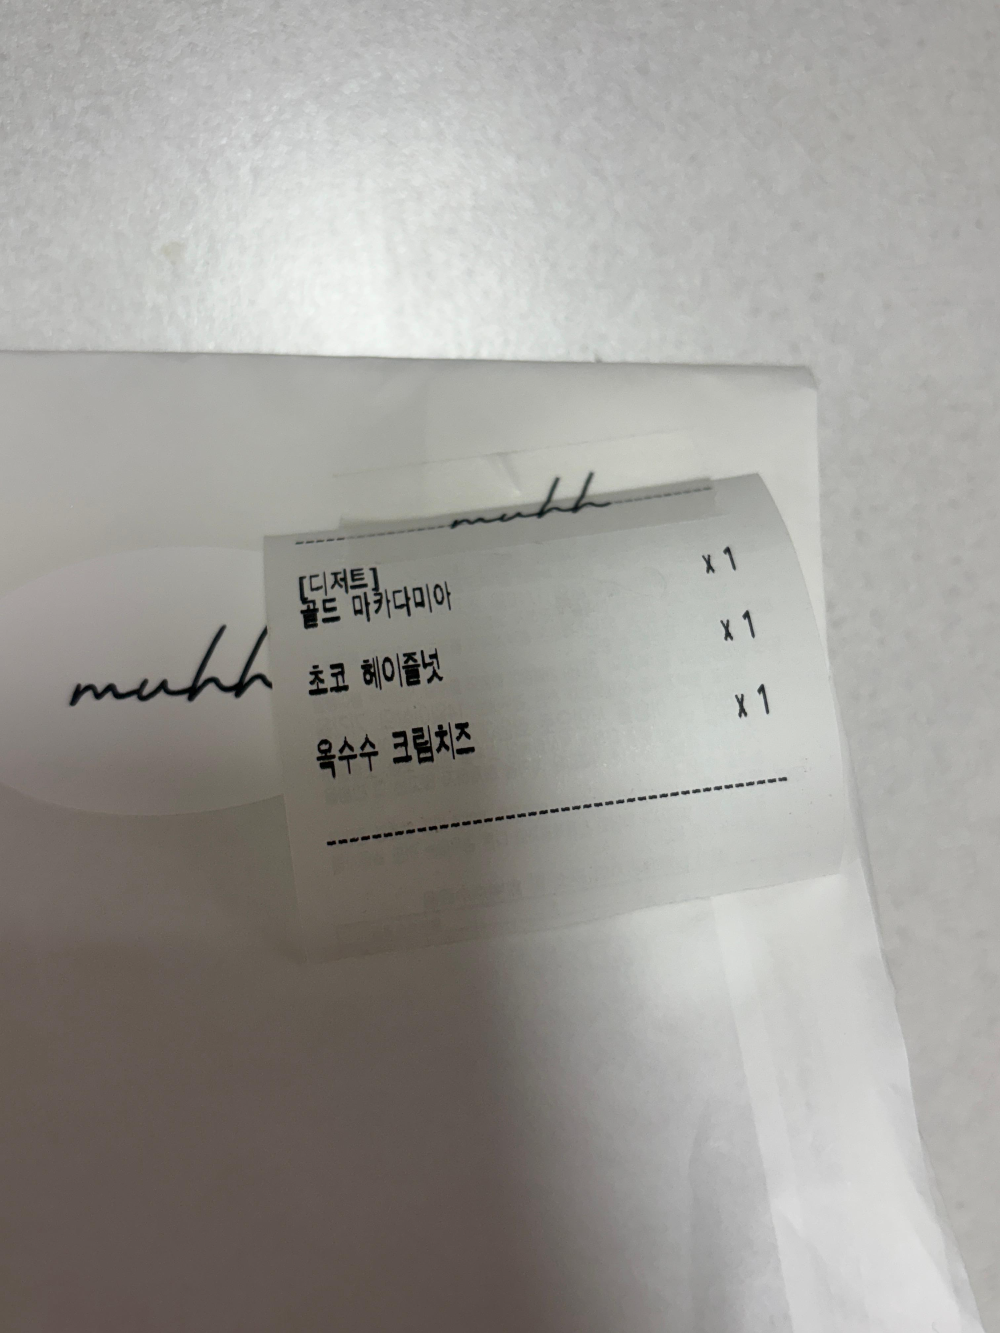 muhh
muhh
[디저트]
골드 마카다미아 x 1
초코 헤이즐넛 x 1
옥수수 크림치즈 x 1